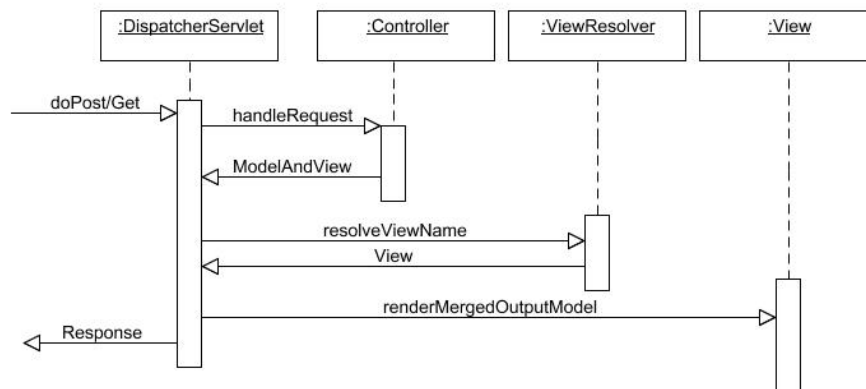 :DispatcherServlet
:Controller
:ViewResolver
:View
doPost/Get
handleRequest
ModelAndView
resolveViewName
View
renderMergedOutputModel
Response